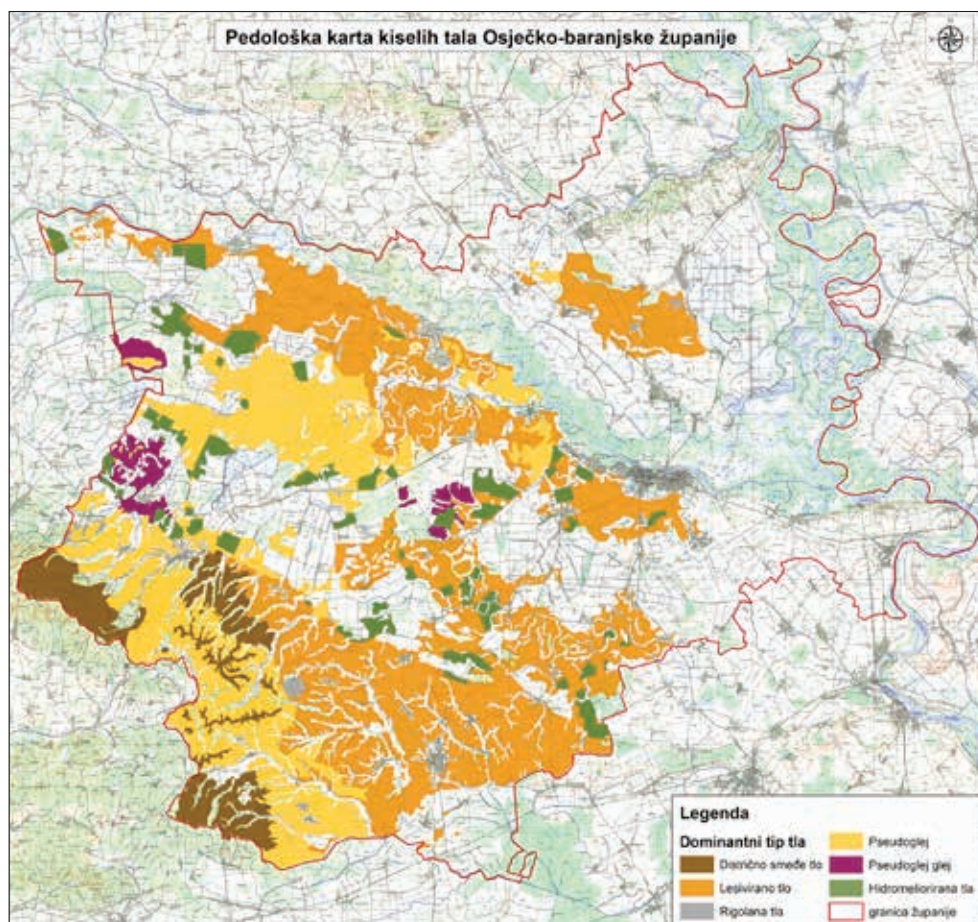 Pedološka karta kiselih tala Osječko-baranjske županije
Legenda
Dominantni tip tla
Distrično smeđe tlo
Lesivirano tlo
Rigolana tla
Pseudoglej
Pseudoglej glej
Hidromeliorirana tla
granica županije